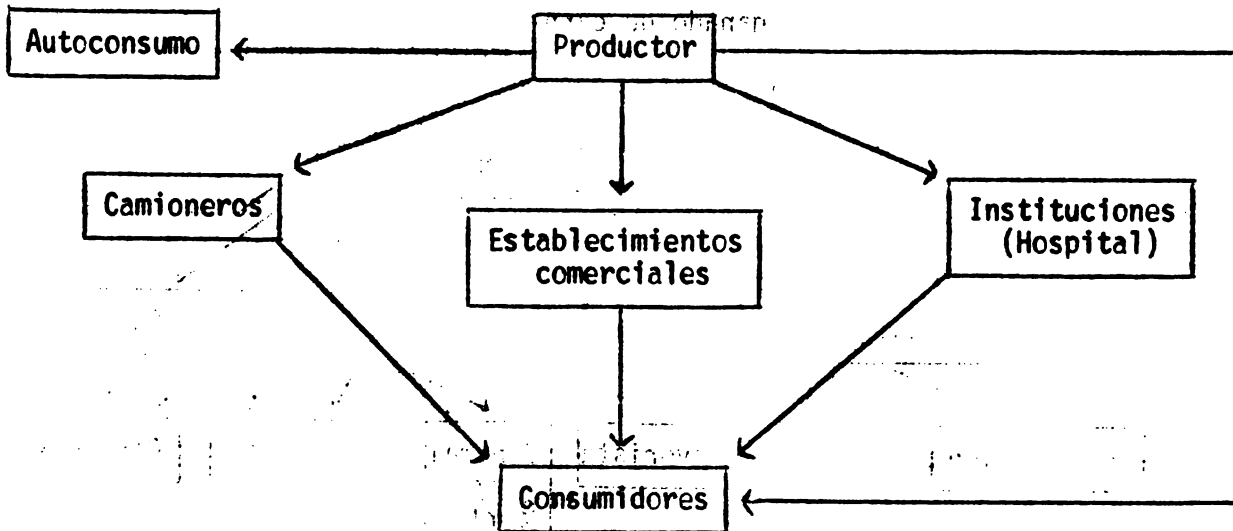 Autoconsumo
Productor
Camioneros
Establecimientos
comerciales
Instituciones
(Hospital)
Consumidores